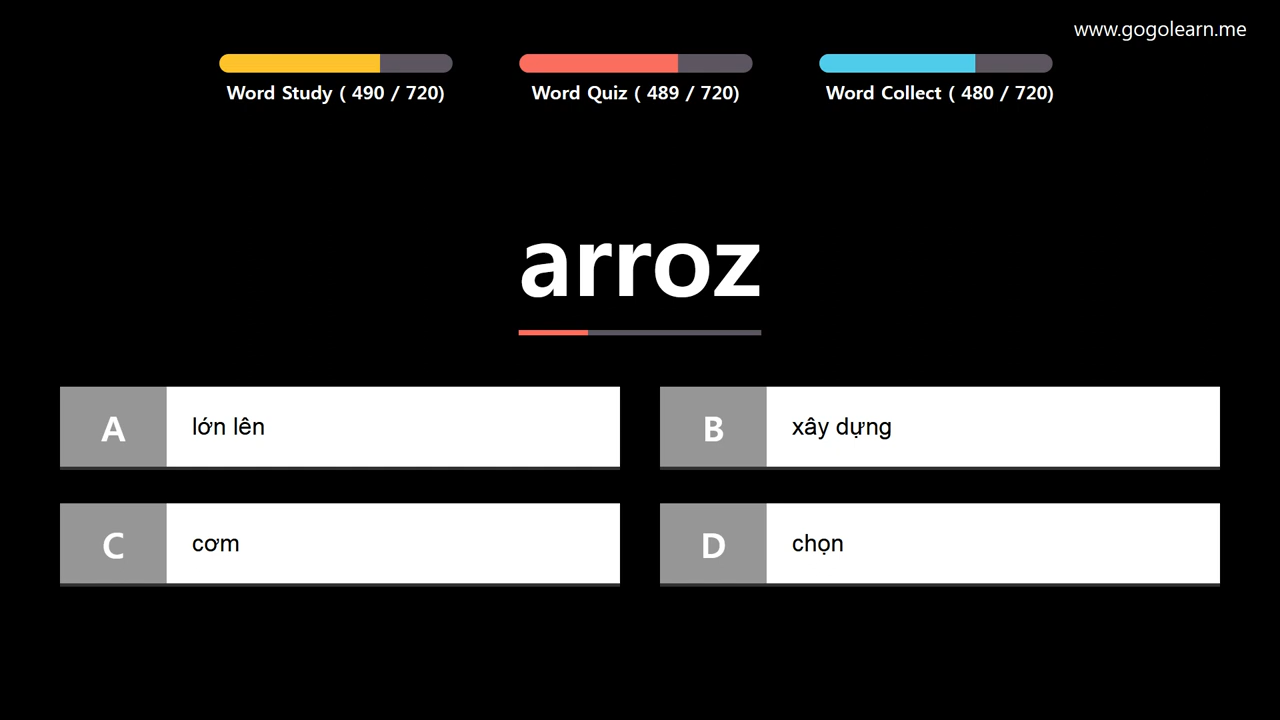 www.gogolearn.me
Word Study ( 490 / 720)
Word Quiz ( 489 / 720)
Word Collect ( 480 / 720)
arroz
A
lớn lên
B
xây dựng
C
cơm
D
chọn